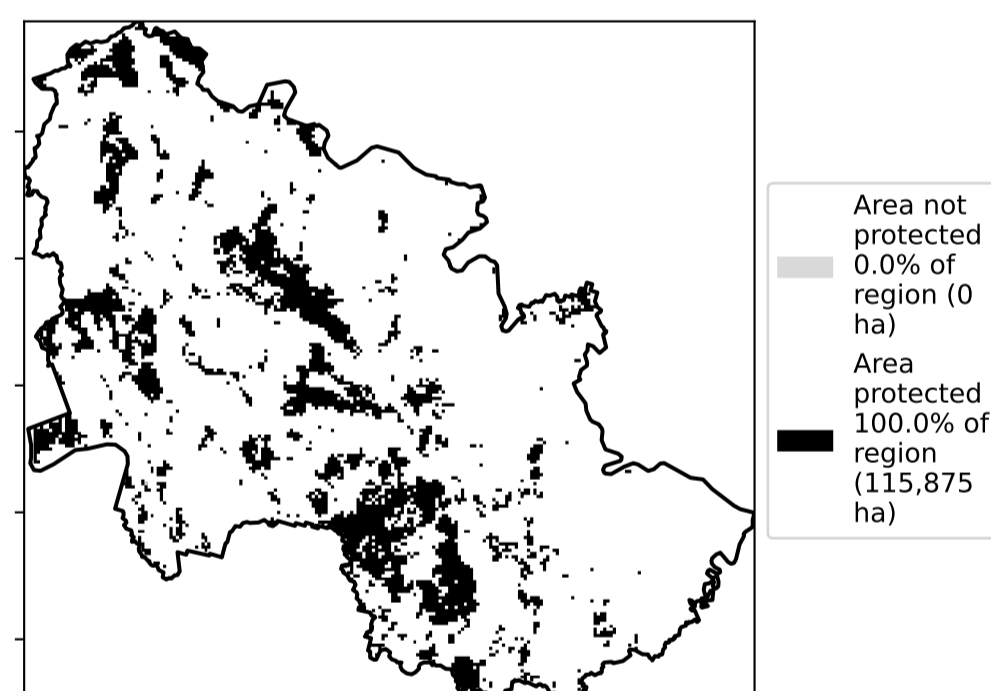 Area not
protected
0.0% of
region (0
ha)
Area
protected
100.0% of
region
(115,875
ha)